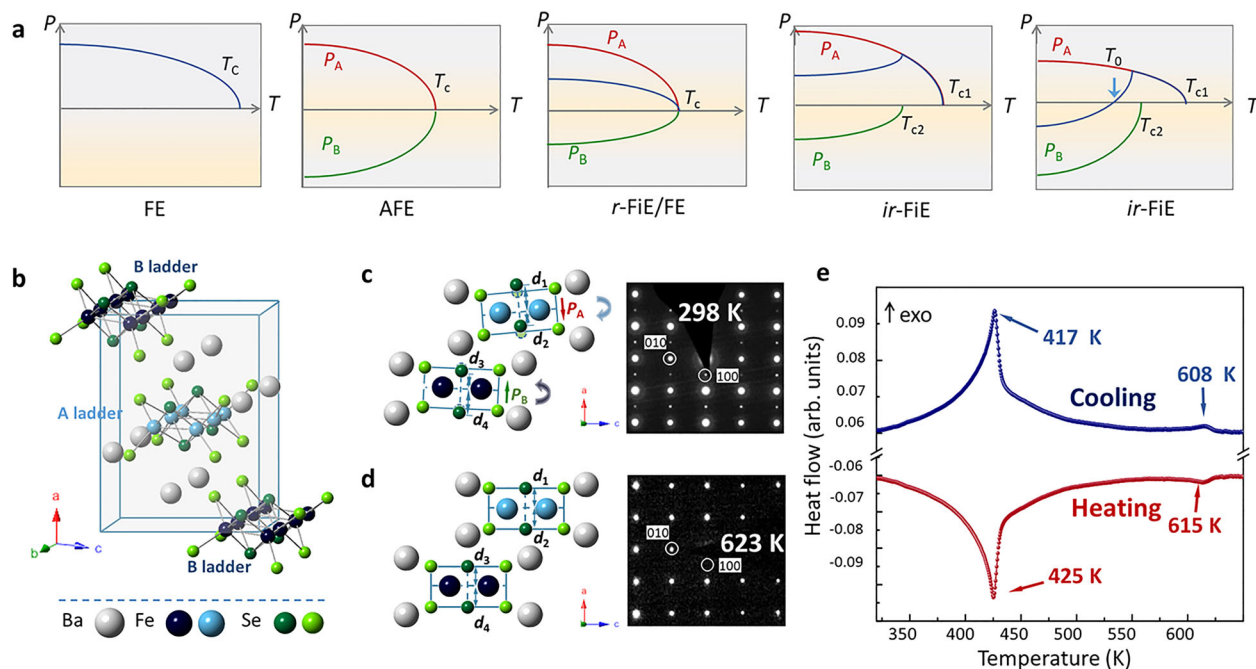 a
P
T_C
T
FE
P
P_A
T_c
T
P_B
AFE
P
P_A
T_c
T
P_B
r-FiE/FE
P
P_A
T_c1
T
T_c2
P_B
ir-FiE
P
P_A
T_0
T_c1
T
T_c2
P_B
ir-FiE
b
B ladder
A ladder
B ladder
a
b
c
Ba
Fe
Se
c
d_1
P_A
d_2
d_3
P_B
d_4
a
c
298 K
010
100
d
d_1
d_2
d_3
d_4
a
c
623 K
010
100
e
↑ exo
417 K
608 K
Cooling
Heating
615 K
425 K
Heat flow (arb. units)
0.09
0.08
0.07
0.06
-0.06
-0.07
-0.08
-0.09
350
400
450
500
550
600
Temperature (K)